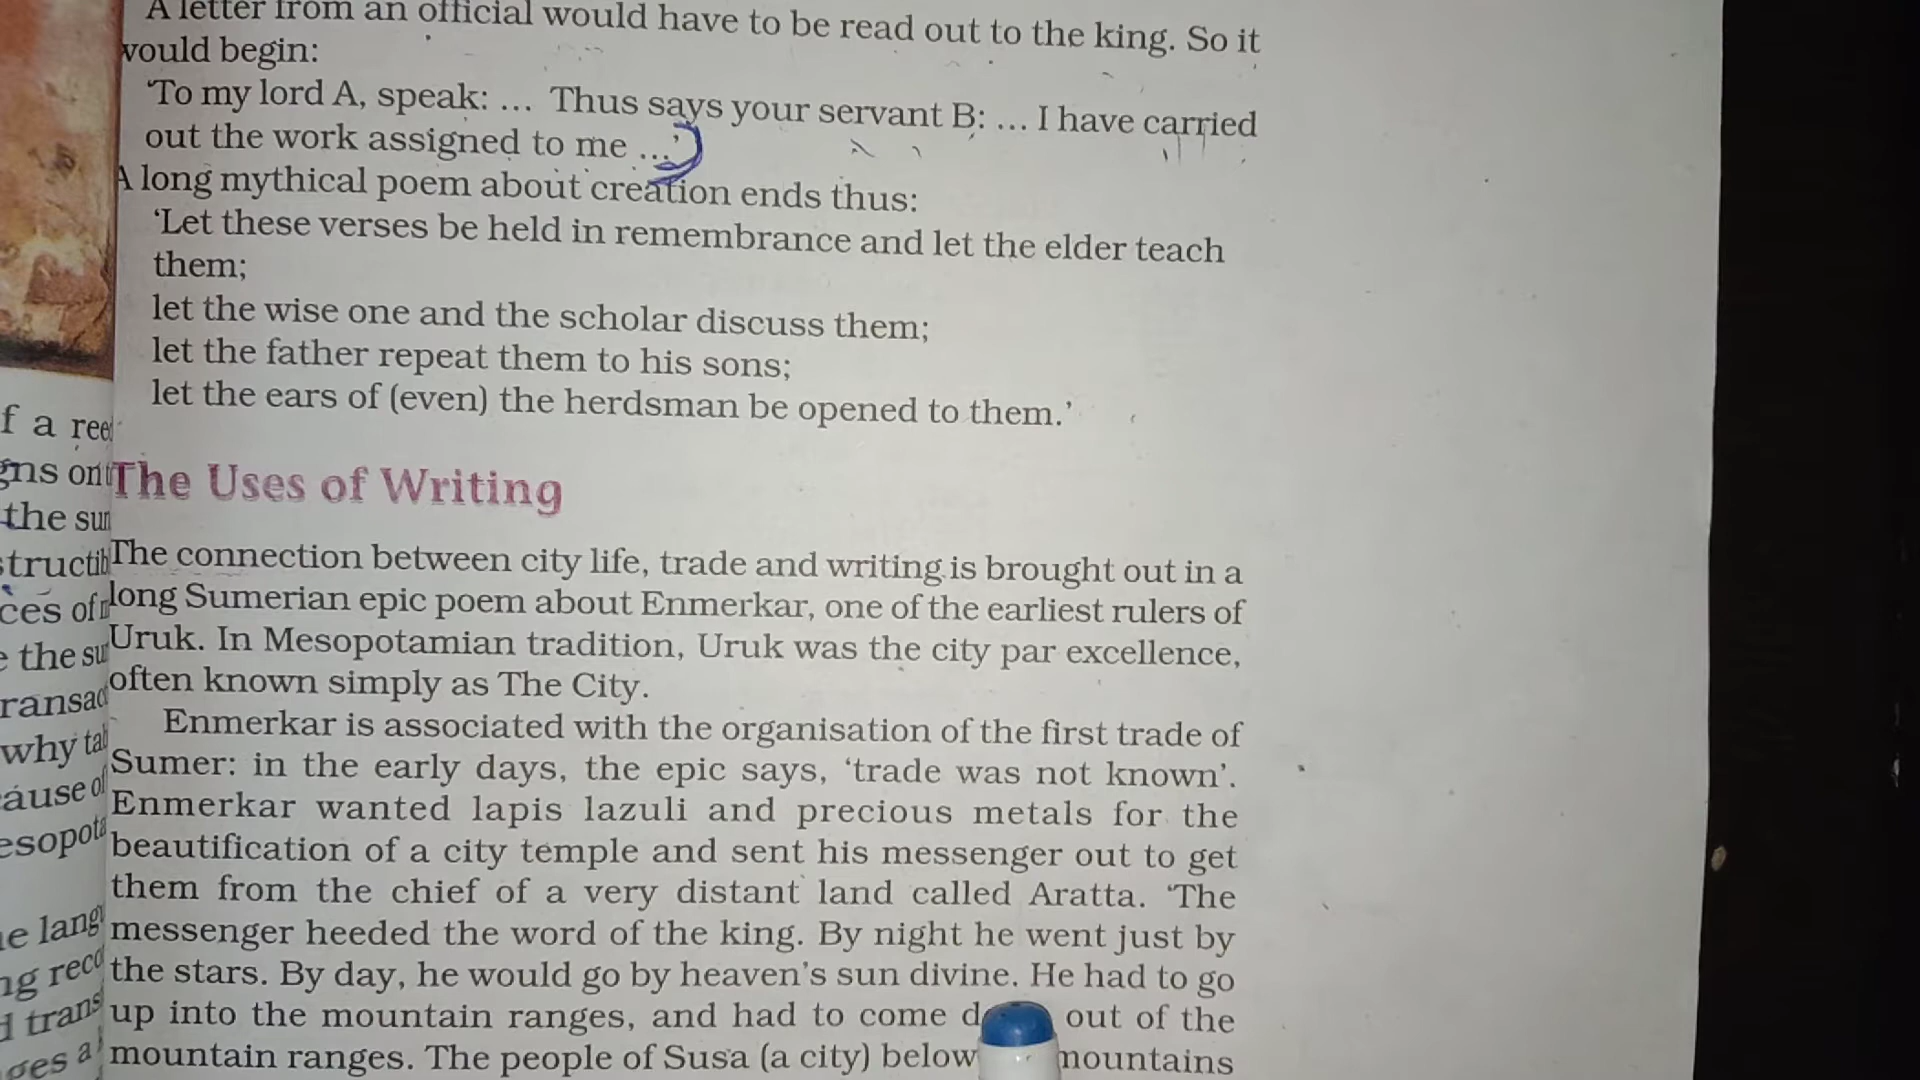 A letter from an official would have to be read out to the king. So it
would begin:
‘To my lord A, speak: ... Thus says your servant B: ... I have carried
out the work assigned to me ...’
A long mythical poem about creation ends thus:
‘Let these verses be held in remembrance and let the elder teach
them;
let the wise one and the scholar discuss them;
let the father repeat them to his sons;
let the ears of (even) the herdsman be opened to them.’
The Uses of Writing
The connection between city life, trade and writing is brought out in a
long Sumerian epic poem about Enmerkar, one of the earliest rulers of
Uruk. In Mesopotamian tradition, Uruk was the city par excellence,
often known simply as The City.
Enmerkar is associated with the organisation of the first trade of
Sumer: in the early days, the epic says, ‘trade was not known’.
Enmerkar wanted lapis lazuli and precious metals for the
beautification of a city temple and sent his messenger out to get
them from the chief of a very distant land called Aratta. ‘The
messenger heeded the word of the king. By night he went just by
the stars. By day, he would go by heaven’s sun divine. He had to go
up into the mountain ranges, and had to come out of the
mountain ranges. The people of Susa (a city) below mountains
f a
the
ces of
the
why
ause of